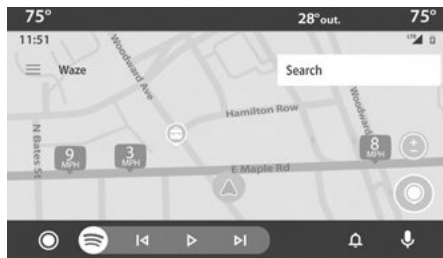 75° 28°out. 75°
11:51 LTE
Waze Search
Woodward Ave
Woodward
Hamilton Row
N Bates St
9 MPH
3 MPH
8 MPH
E Maple Rd